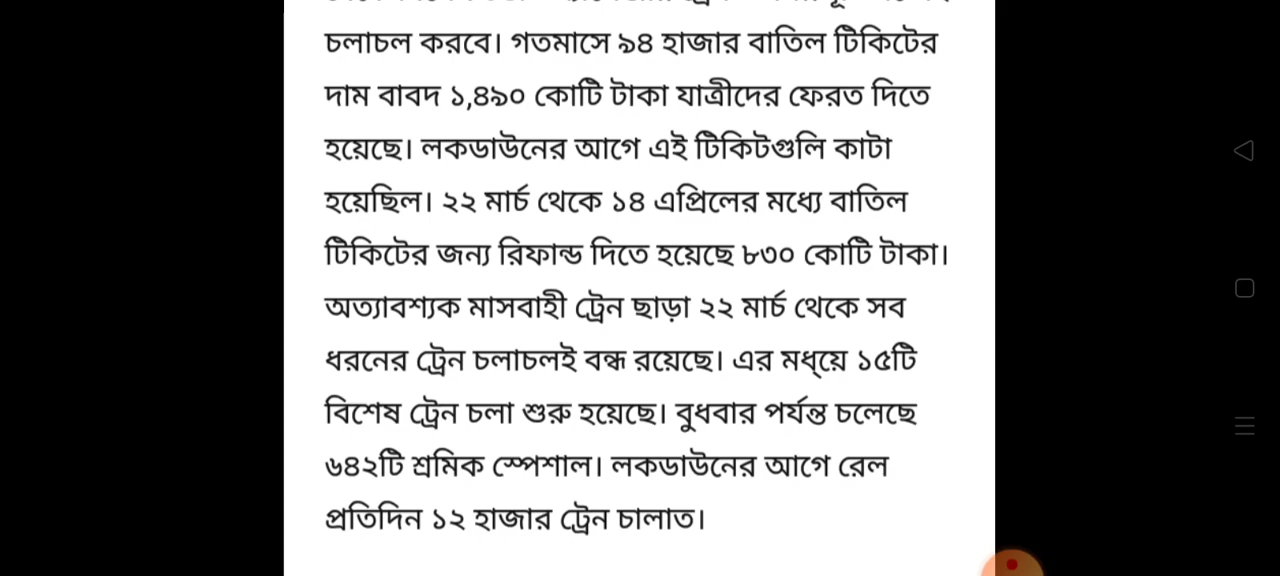 চলাচল করবে। গতমাসে ৯৪ হাজার বাতিল টিকিটের
দাম বাবদ ১,৪৯০ কোটি টাকা যাত্রীদের ফেরত দিতে
হয়েছে। লকডাউনের আগে এই টিকিটগুলি কাটা
হয়েছিল। ২২ মার্চ থেকে ১৪ এপ্রিলের মধ্যে বাতিল
টিকিটের জন্য রিফান্ড দিতে হয়েছে ৮৩০ কোটি টাকা।
অত্যাবশ্যক মাসবাহী ট্রেন ছাড়া ২২ মার্চ থেকে সব
ধরনের ট্রেন চলাচলই বন্ধ রয়েছে। এর মধ্য়ে ১৫টি
বিশেষ ট্রেন চলা শুরু হয়েছে। বুধবার পর্যন্ত চলেছে
৬৪২টি শ্রমিক স্পেশাল। লকডাউনের আগে রেল
প্রতিদিন ১২ হাজার ট্রেন চালাত।